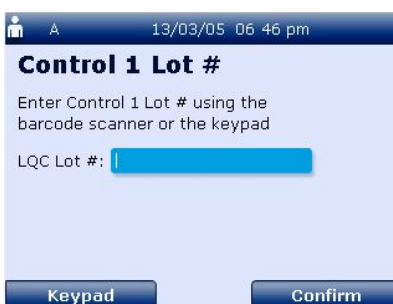 A 13/03/05 06 46 pm
Control 1 Lot #
Enter Control 1 Lot # using the
barcode scanner or the keypad
LQC Lot #:
Keypad Confirm